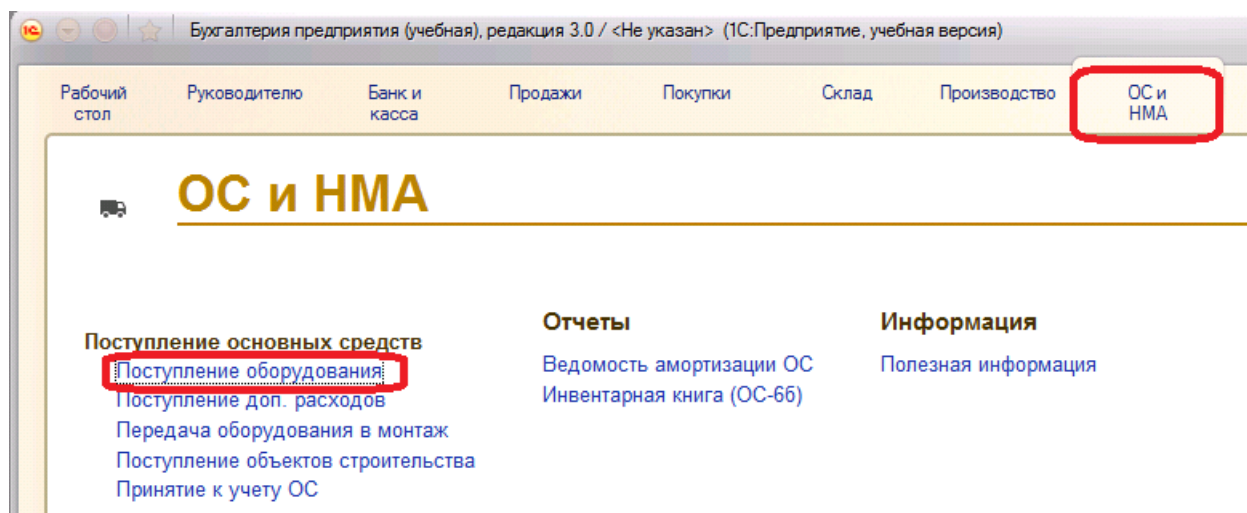 1С Бухгалтерия предприятия (учебная), редакция 3.0 / <Не указан> (1С:Предприятие, учебная версия)
Рабочий стол
Руководителю
Банк и касса
Продажи
Покупки
Склад
Производство
ОС и НМА
ОС и НМА
Поступление основных средств
Поступление оборудования
Поступление доп. расходов
Передача оборудования в монтаж
Поступление объектов строительства
Принятие к учету ОС
Отчеты
Ведомость амортизации ОС
Инвентарная книга (ОС-6б)
Информация
Полезная информация